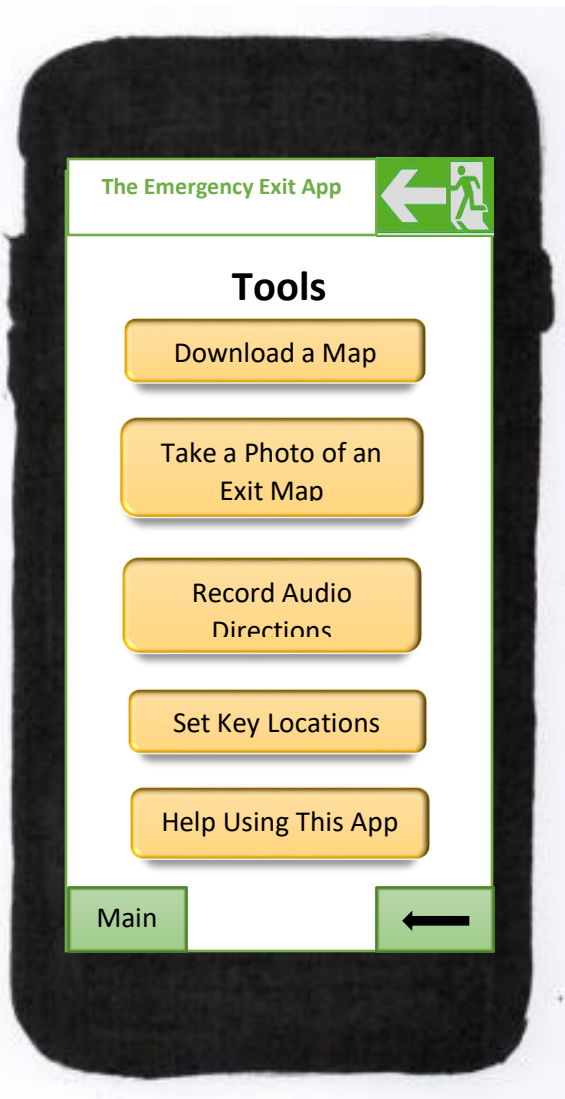 The Emergency Exit App
Tools
Download a Map
Take a Photo of an
Exit Map
Record Audio
Directions
Set Key Locations
Help Using This App
Main